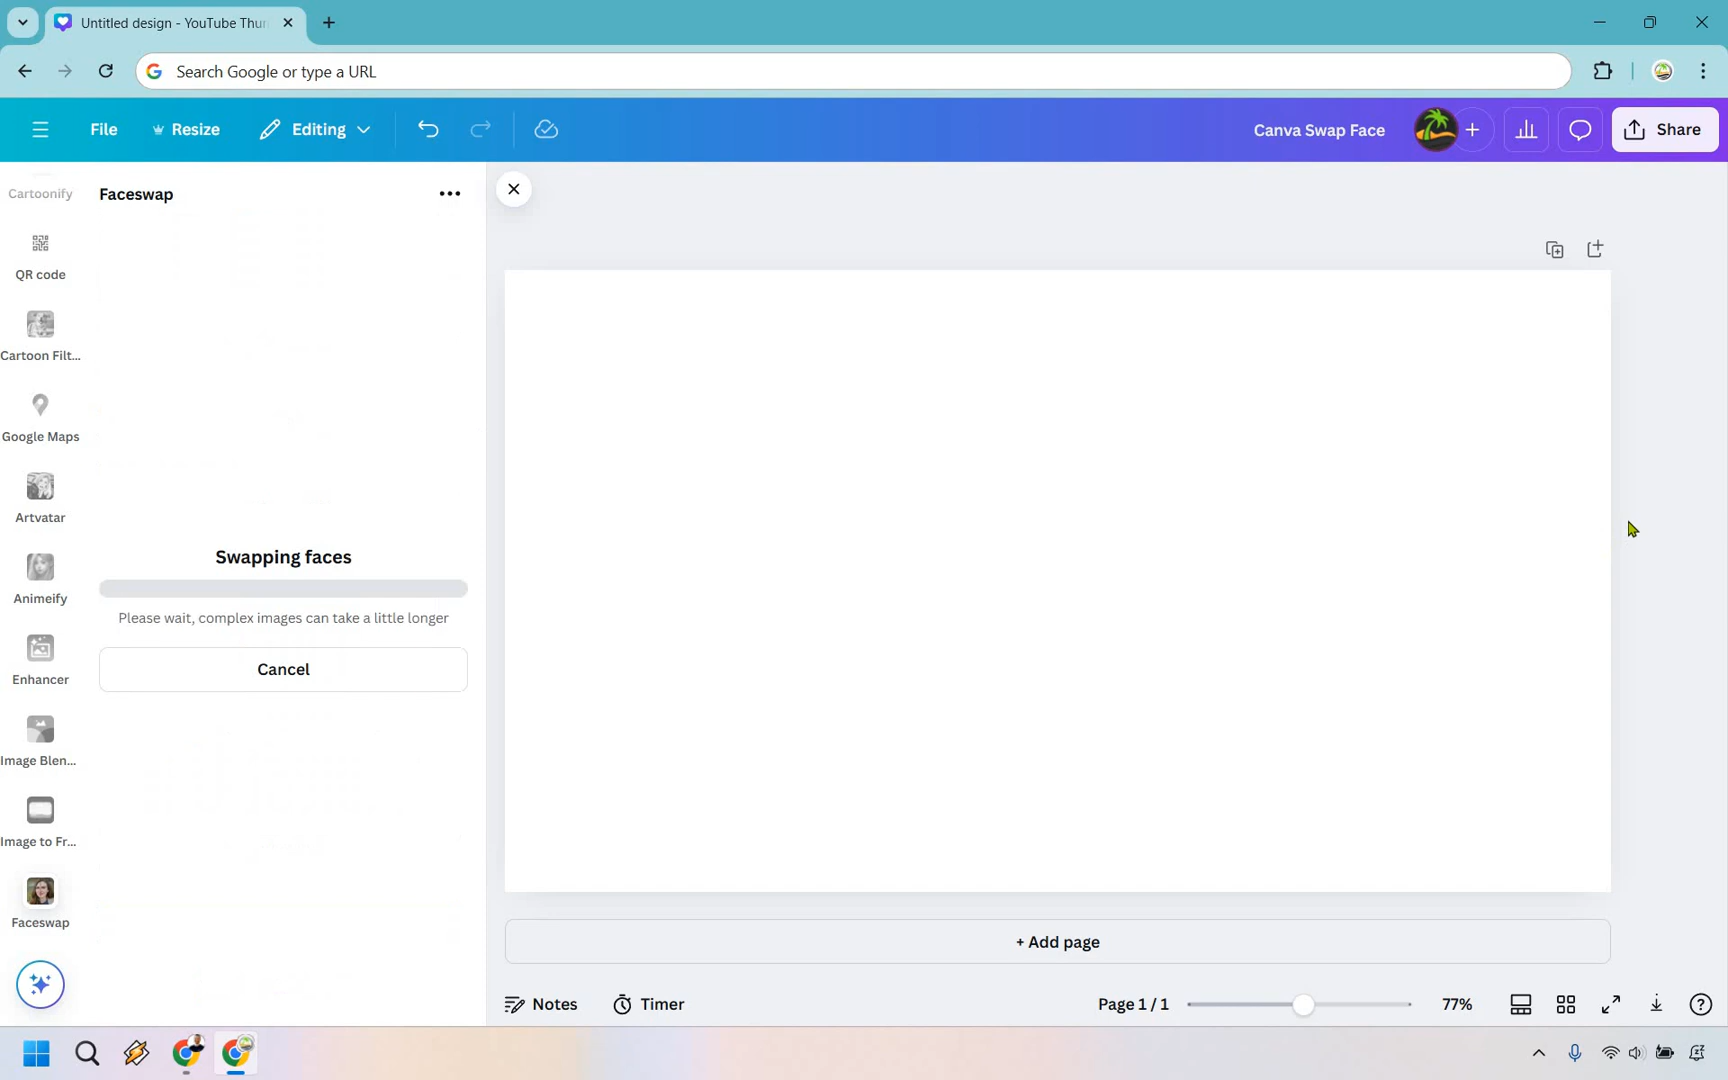 Untitled design - YouTube Thu
Search Google or type a URL
File
Resize
Editing
Canva Swap Face
Share
Cartoonify
Faceswap
QR code
Cartoon Filt...
Google Maps
Artvatar
Swapping faces
Animeify
Please wait, complex images can take a little longer
Cancel
Enhancer
Image Blen...
Image to Fr...
Faceswap
+ Add page
Notes
Timer
Page 1 / 1
77%